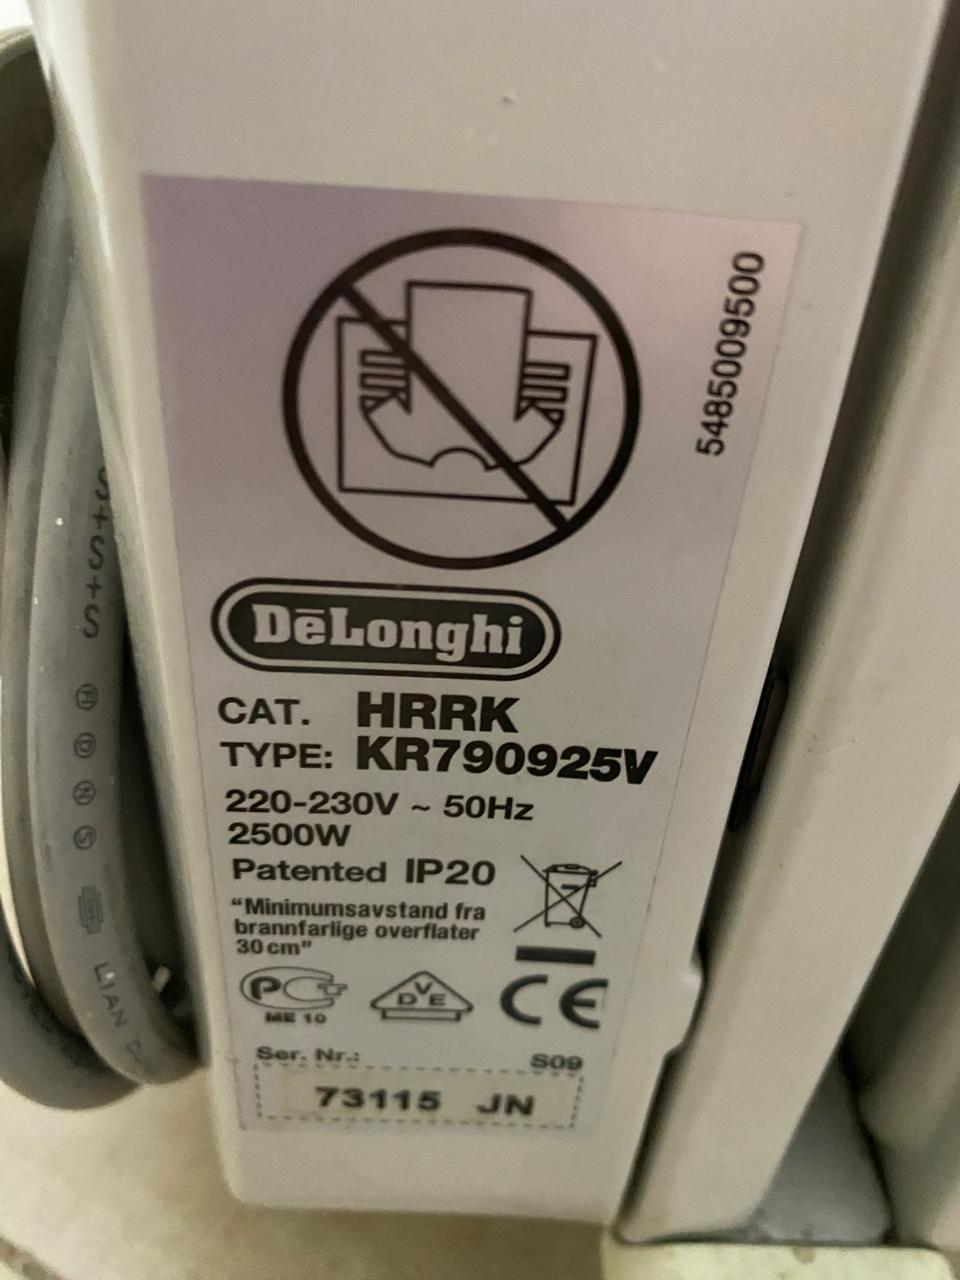 5485009500
DēLonghi
CAT. HRRK
TYPE: KR790925V
220-230V ~ 50Hz
2500W
Patented IP20
“Minimumsavstand fra
brannfarlige overflater
30 cm”
ME 10
D V E
CE
Ser. Nr.:
S09
73115 JN
S+S+S
H D N S
LIAN